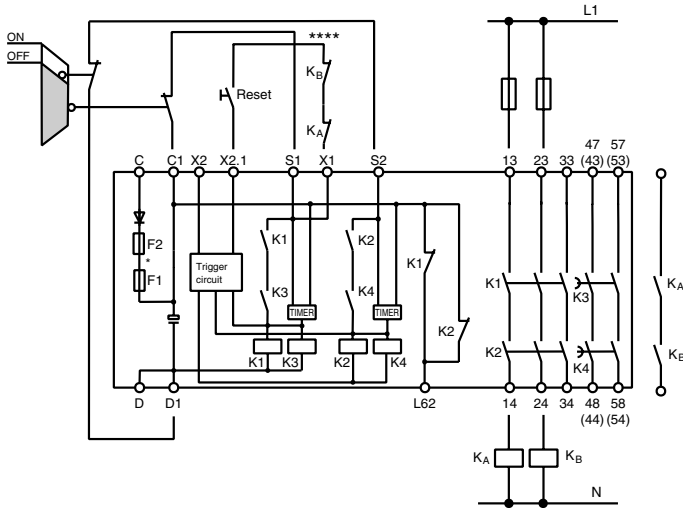 L1
ON
OFF
****
KB
Reset
KA
C C1 X2 X2.1 S1 X1 S2 13 23 33 47 57
(43) (53)
F2
*
F1
Trigger
circuit
K1 K2
K3 K4
TIMER TIMER
K1 K3 K2 K4
K1
K2
K1 K3
K2 K4
KA
KB
D D1 L62 14 24 34 48 58
(44) (54)
KA KB
N